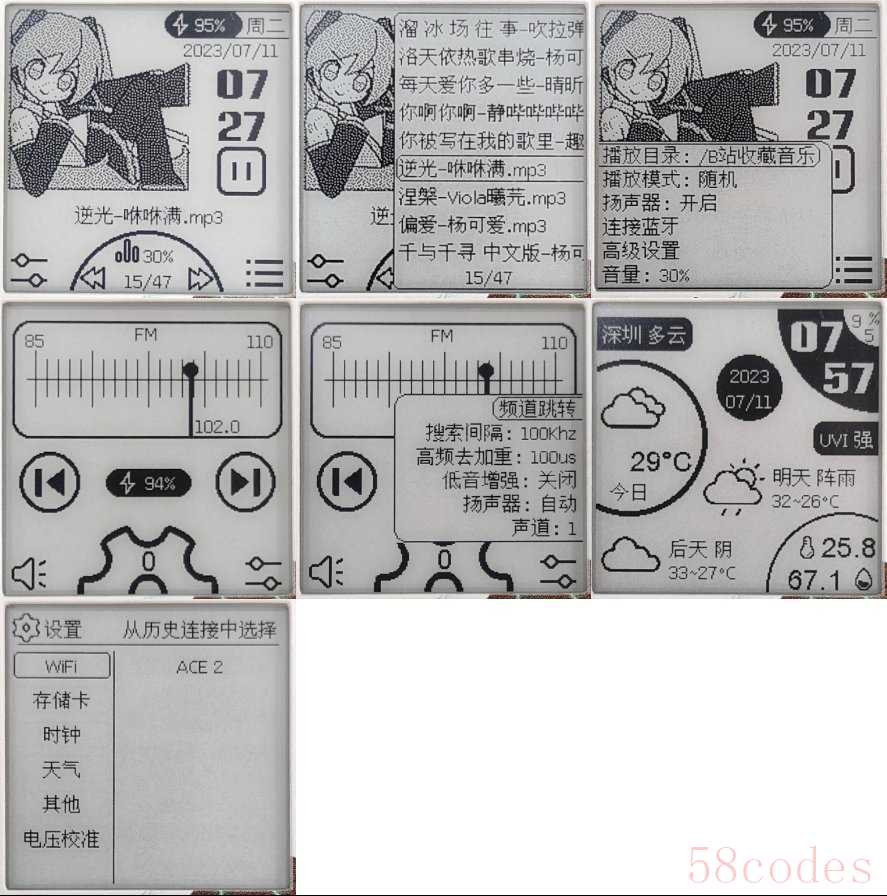 95% 周二
2023/07/11
07
27
逆光-咻咻满.mp3
30%
15/47
溜冰场往事-吹拉弹
洛天依热歌串烧-杨可
每天爱你多一些-晴昕
你啊你啊-静哔哔哔哔
你被写在我的歌里-趣
逆光-咻咻满.mp3
涅槃-Viola曦芫.mp3
偏爱-杨可爱.mp3
千与千寻 中文版-杨可
逆
15/47
95% 周二
2023/07/11
07
27
播放目录: /B站收藏音乐
播放模式: 随机
扬声器: 开启
连接蓝牙
高级设置
音量: 30%
FM
85 110
102.0
94%
0
FM
85 110
频道跳转
搜索间隔: 100Khz
高频去加重: 100us
低音增强: 关闭
扬声器: 自动
声道: 1
0
深圳 多云
07
57
9%
5
2023
07/11
UVI 强
29°C
今日
明天 阵雨
32~26°C
后天 阴
33~27°C
25.8
67.1
设置 从历史连接中选择
WiFi ACE 2
存储卡
时钟
天气
其他
电压校准
58codes